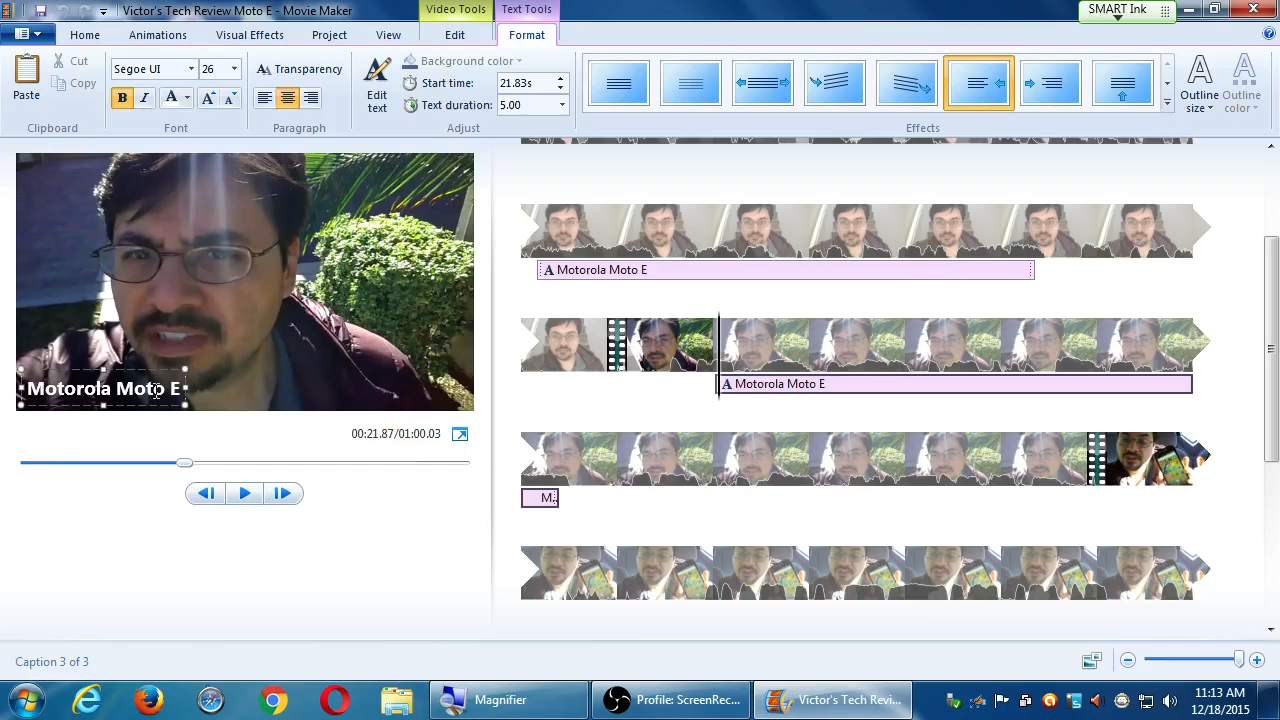 Victor's Tech Review Moto E - Movie Maker
Video Tools
Text Tools
SMART Ink
Home
Animations
Visual Effects
Project
View
Edit
Format
Paste
Cut
Copy
Clipboard
Segoe UI
26
B
I
A
A
A
Font
Transparency
Paragraph
Edit text
Background color
Start time:
21.83s
Text duration:
5.00
Adjust
Effects
Outline size
Outline color
Motorola Moto E
00:21.87/01:00.03
A Motorola Moto E
A Motorola Moto E
M..
Caption 3 of 3
Magnifier
Profile: ScreenRec...
Victor's Tech Revi...
11:13 AM
12/18/2015